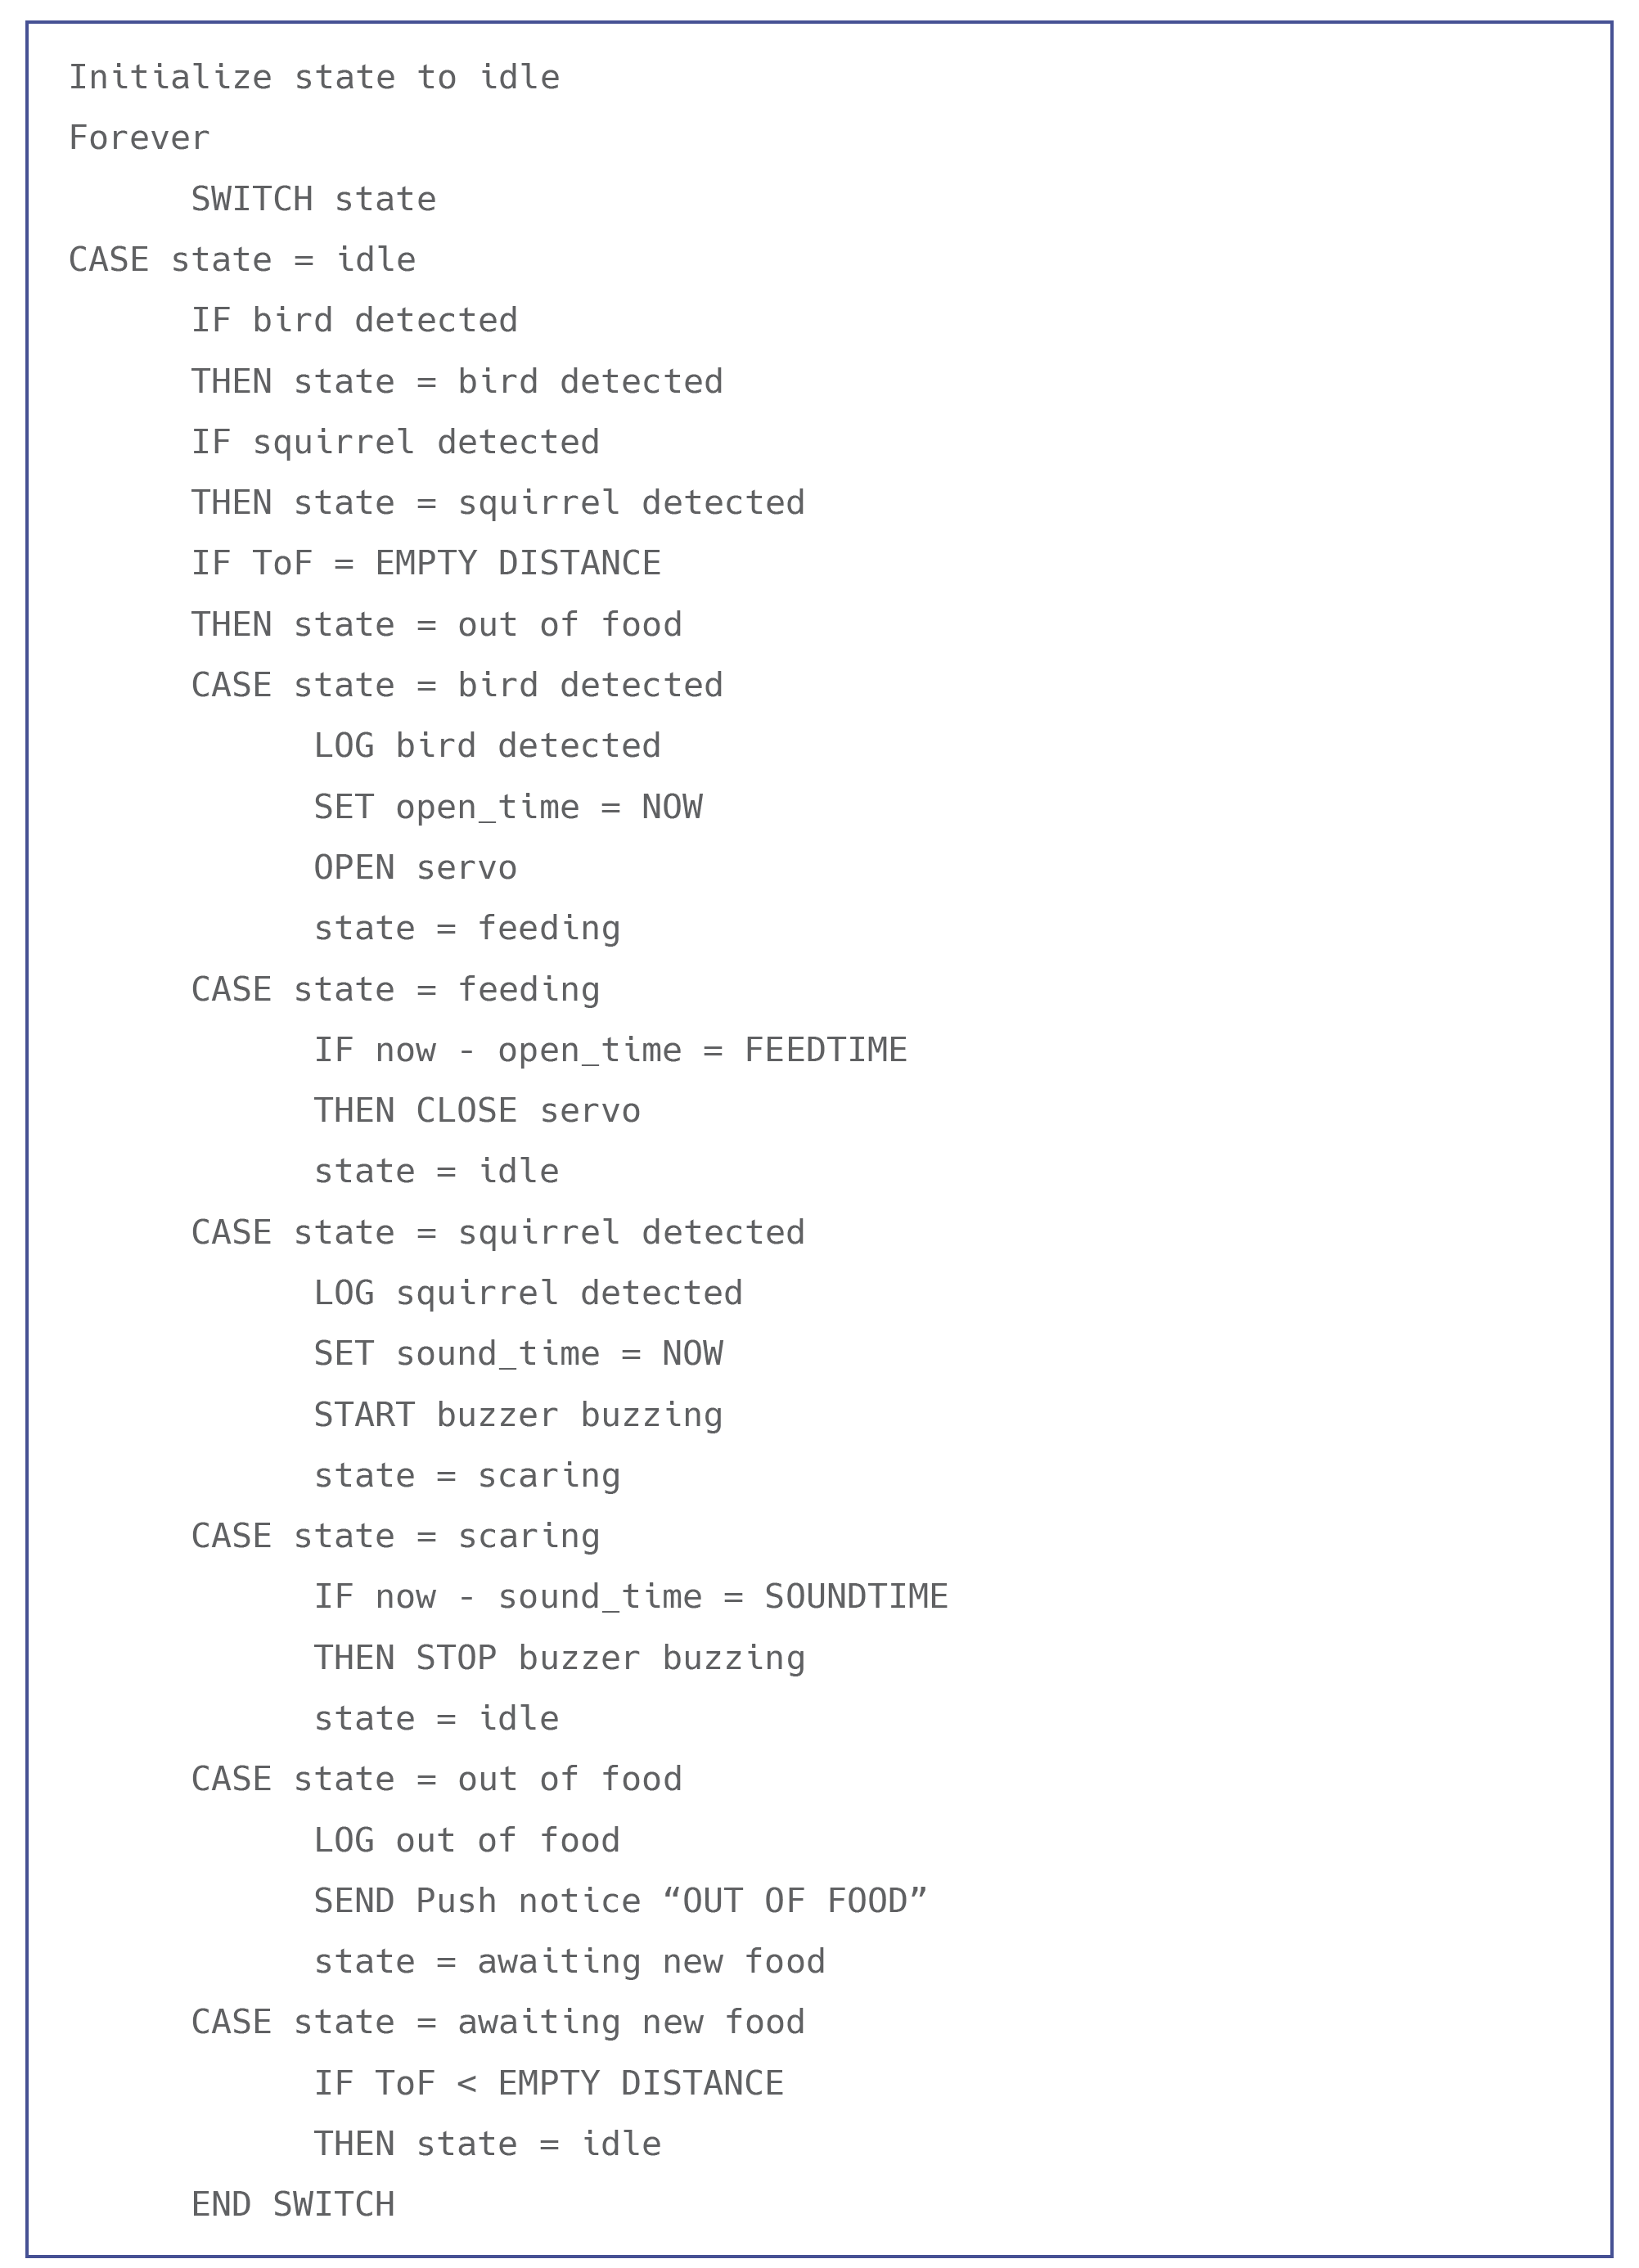 Initialize state to idle
Forever
SWITCH state
CASE state = idle
IF bird detected
THEN state = bird detected
IF squirrel detected
THEN state = squirrel detected
IF ToF = EMPTY DISTANCE
THEN state = out of food
CASE state = bird detected
LOG bird detected
SET open_time = NOW
OPEN servo
state = feeding
CASE state = feeding
IF now - open_time = FEEDTIME
THEN CLOSE servo
state = idle
CASE state = squirrel detected
LOG squirrel detected
SET sound_time = NOW
START buzzer buzzing
state = scaring
CASE state = scaring
IF now - sound_time = SOUNDTIME
THEN STOP buzzer buzzing
state = idle
CASE state = out of food
LOG out of food
SEND Push notice “OUT OF FOOD”
state = awaiting new food
CASE state = awaiting new food
IF ToF < EMPTY DISTANCE
THEN state = idle
END SWITCH